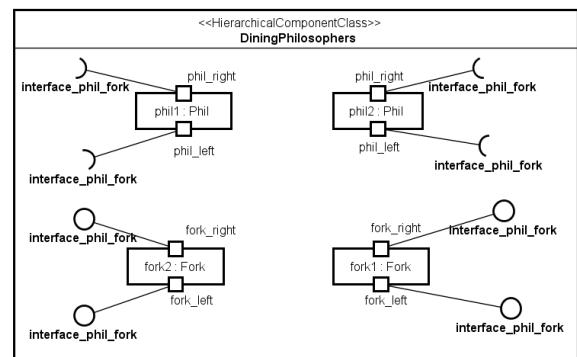 <<HierarchicalComponentClass>>
DiningPhilosophers
phil_right
interface_phil_fork
phil1 : Phil
phil_left
interface_phil_fork
phil_right
interface_phil_fork
phil2 : Phil
phil_left
interface_phil_fork
fork_right
interface_phil_fork
fork2 : Fork
fork_left
interface_phil_fork
fork_right
interface_phil_fork
fork1 : Fork
fork_left
interface_phil_fork